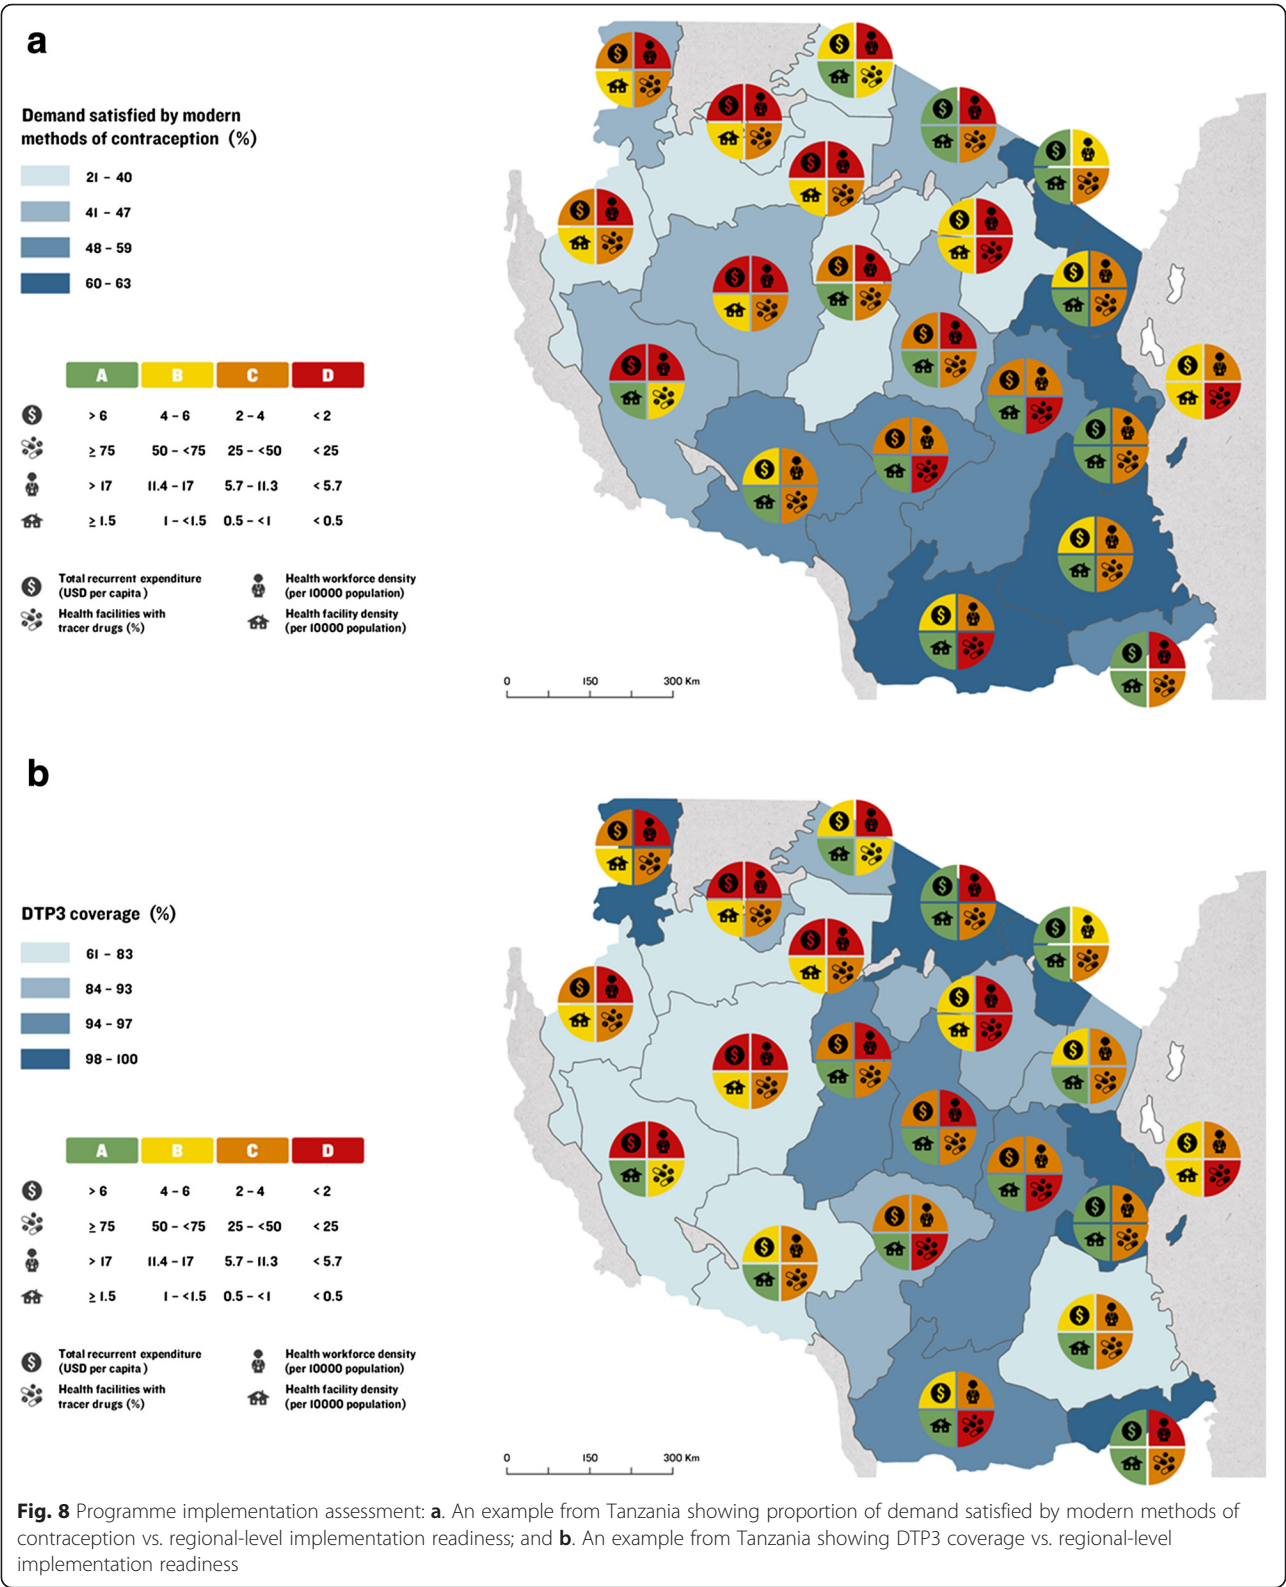 a
Demand satisfied by modern
methods of contraception (%)
21 – 40
41 – 47
48 – 59
60 – 63
A B C D
> 6 4 – 6 2 – 4 < 2
≥ 75 50 – <75 25 – <50 < 25
> 17 11.4 – 17 5.7 – 11.3 < 5.7
≥ 1.5 1 – <1.5 0.5 – <1 < 0.5
Total recurrent expenditure
(USD per capita )
Health workforce density
(per 10000 population)
Health facilities with
tracer drugs (%)
Health facility density
(per 10000 population)
0 150 300 Km
b
DTP3 coverage (%)
61 – 83
84 – 93
94 – 97
98 – 100
A B C D
> 6 4 – 6 2 – 4 < 2
≥ 75 50 – <75 25 – <50 < 25
> 17 11.4 – 17 5.7 – 11.3 < 5.7
≥ 1.5 1 – <1.5 0.5 – <1 < 0.5
Total recurrent expenditure
(USD per capita )
Health workforce density
(per 10000 population)
Health facilities with
tracer drugs (%)
Health facility density
(per 10000 population)
0 150 300 Km
Fig. 8 Programme implementation assessment: a. An example from Tanzania showing proportion of demand satisfied by modern methods of
contraception vs. regional-level implementation readiness; and b. An example from Tanzania showing DTP3 coverage vs. regional-level
implementation readiness